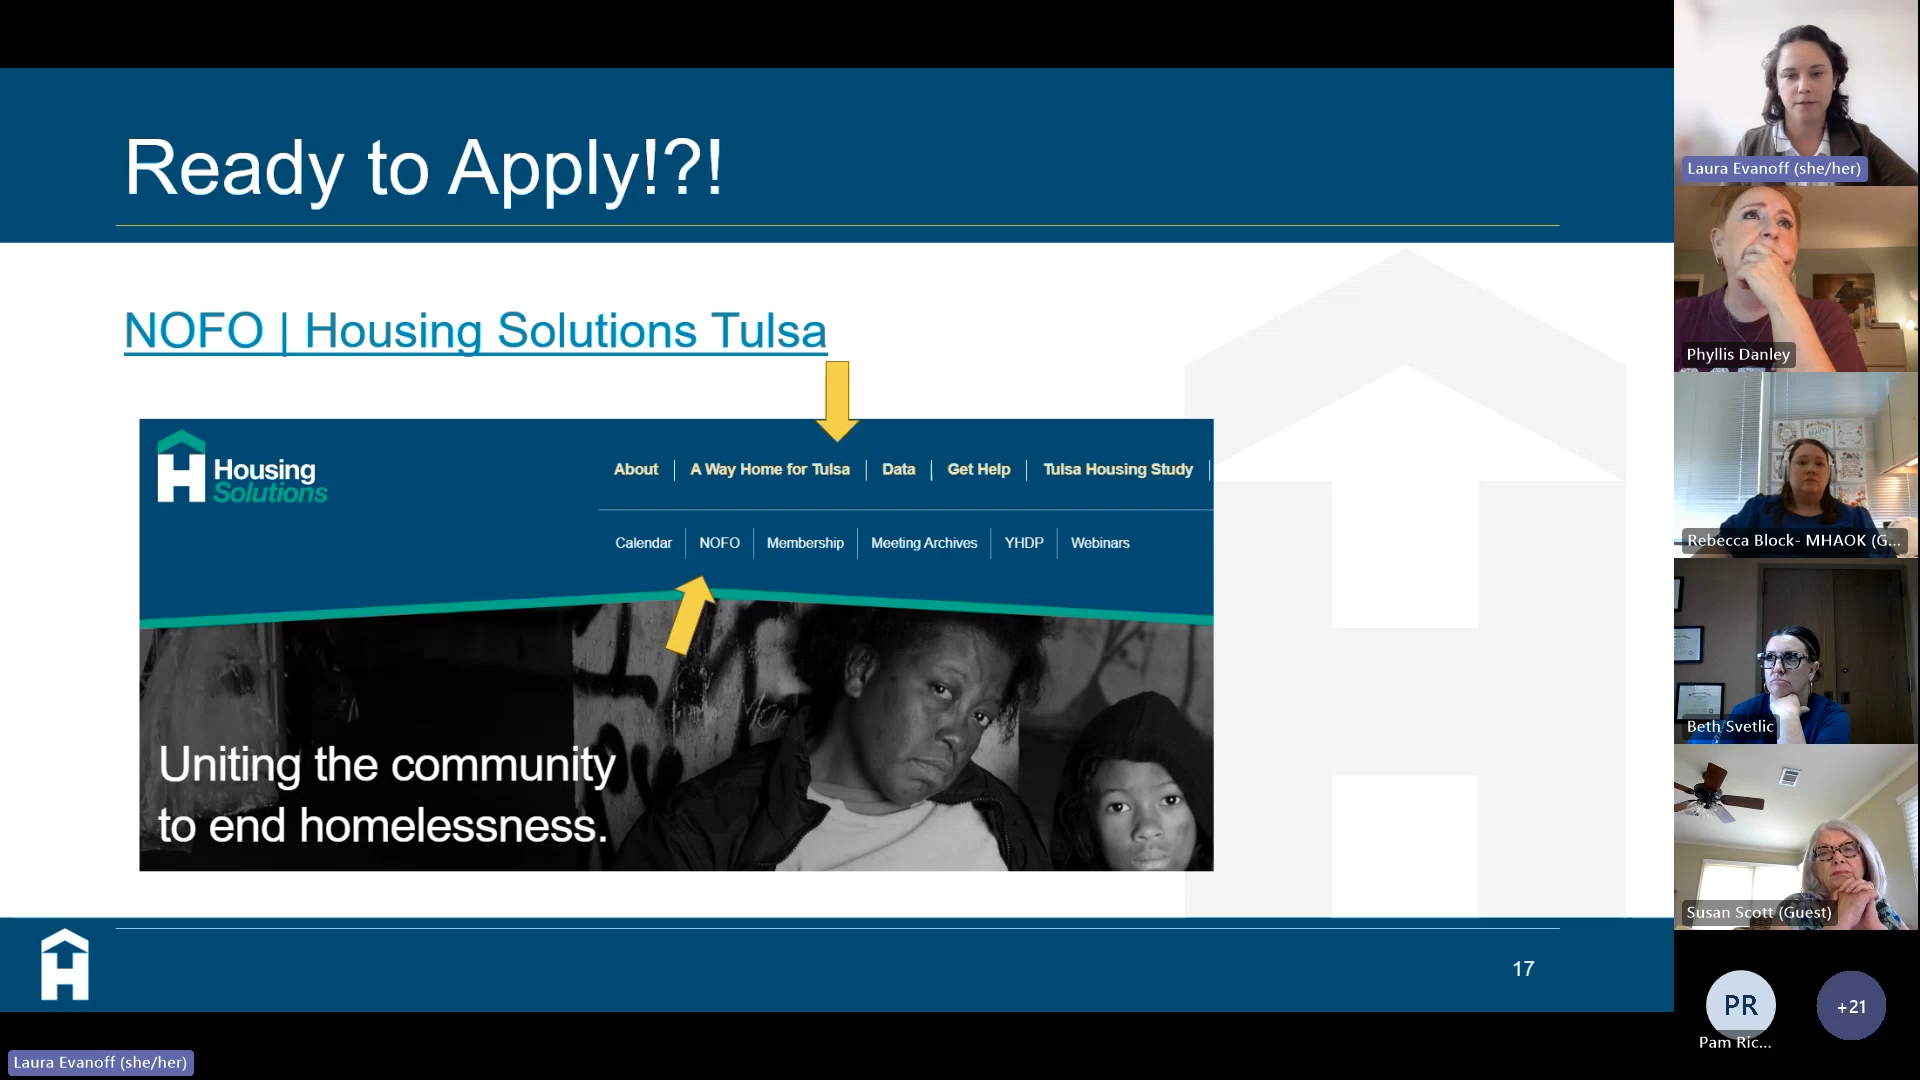 Ready to Apply!?!
NOFO | Housing Solutions Tulsa
Housing
Solutions
About
A Way Home for Tulsa
Data
Get Help
Tulsa Housing Study
Calendar
NOFO
Membership
Meeting Archives
YHDP
Webinars
Uniting the community
to end homelessness.
17
Laura Evanoff (she/her)
Laura Evanoff (she/her)
Phyllis Danley
Rebecca Block- MHAOK (G...
Beth Svetlic
Susan Scott (Guest)
PR
Pam Ric...
+21